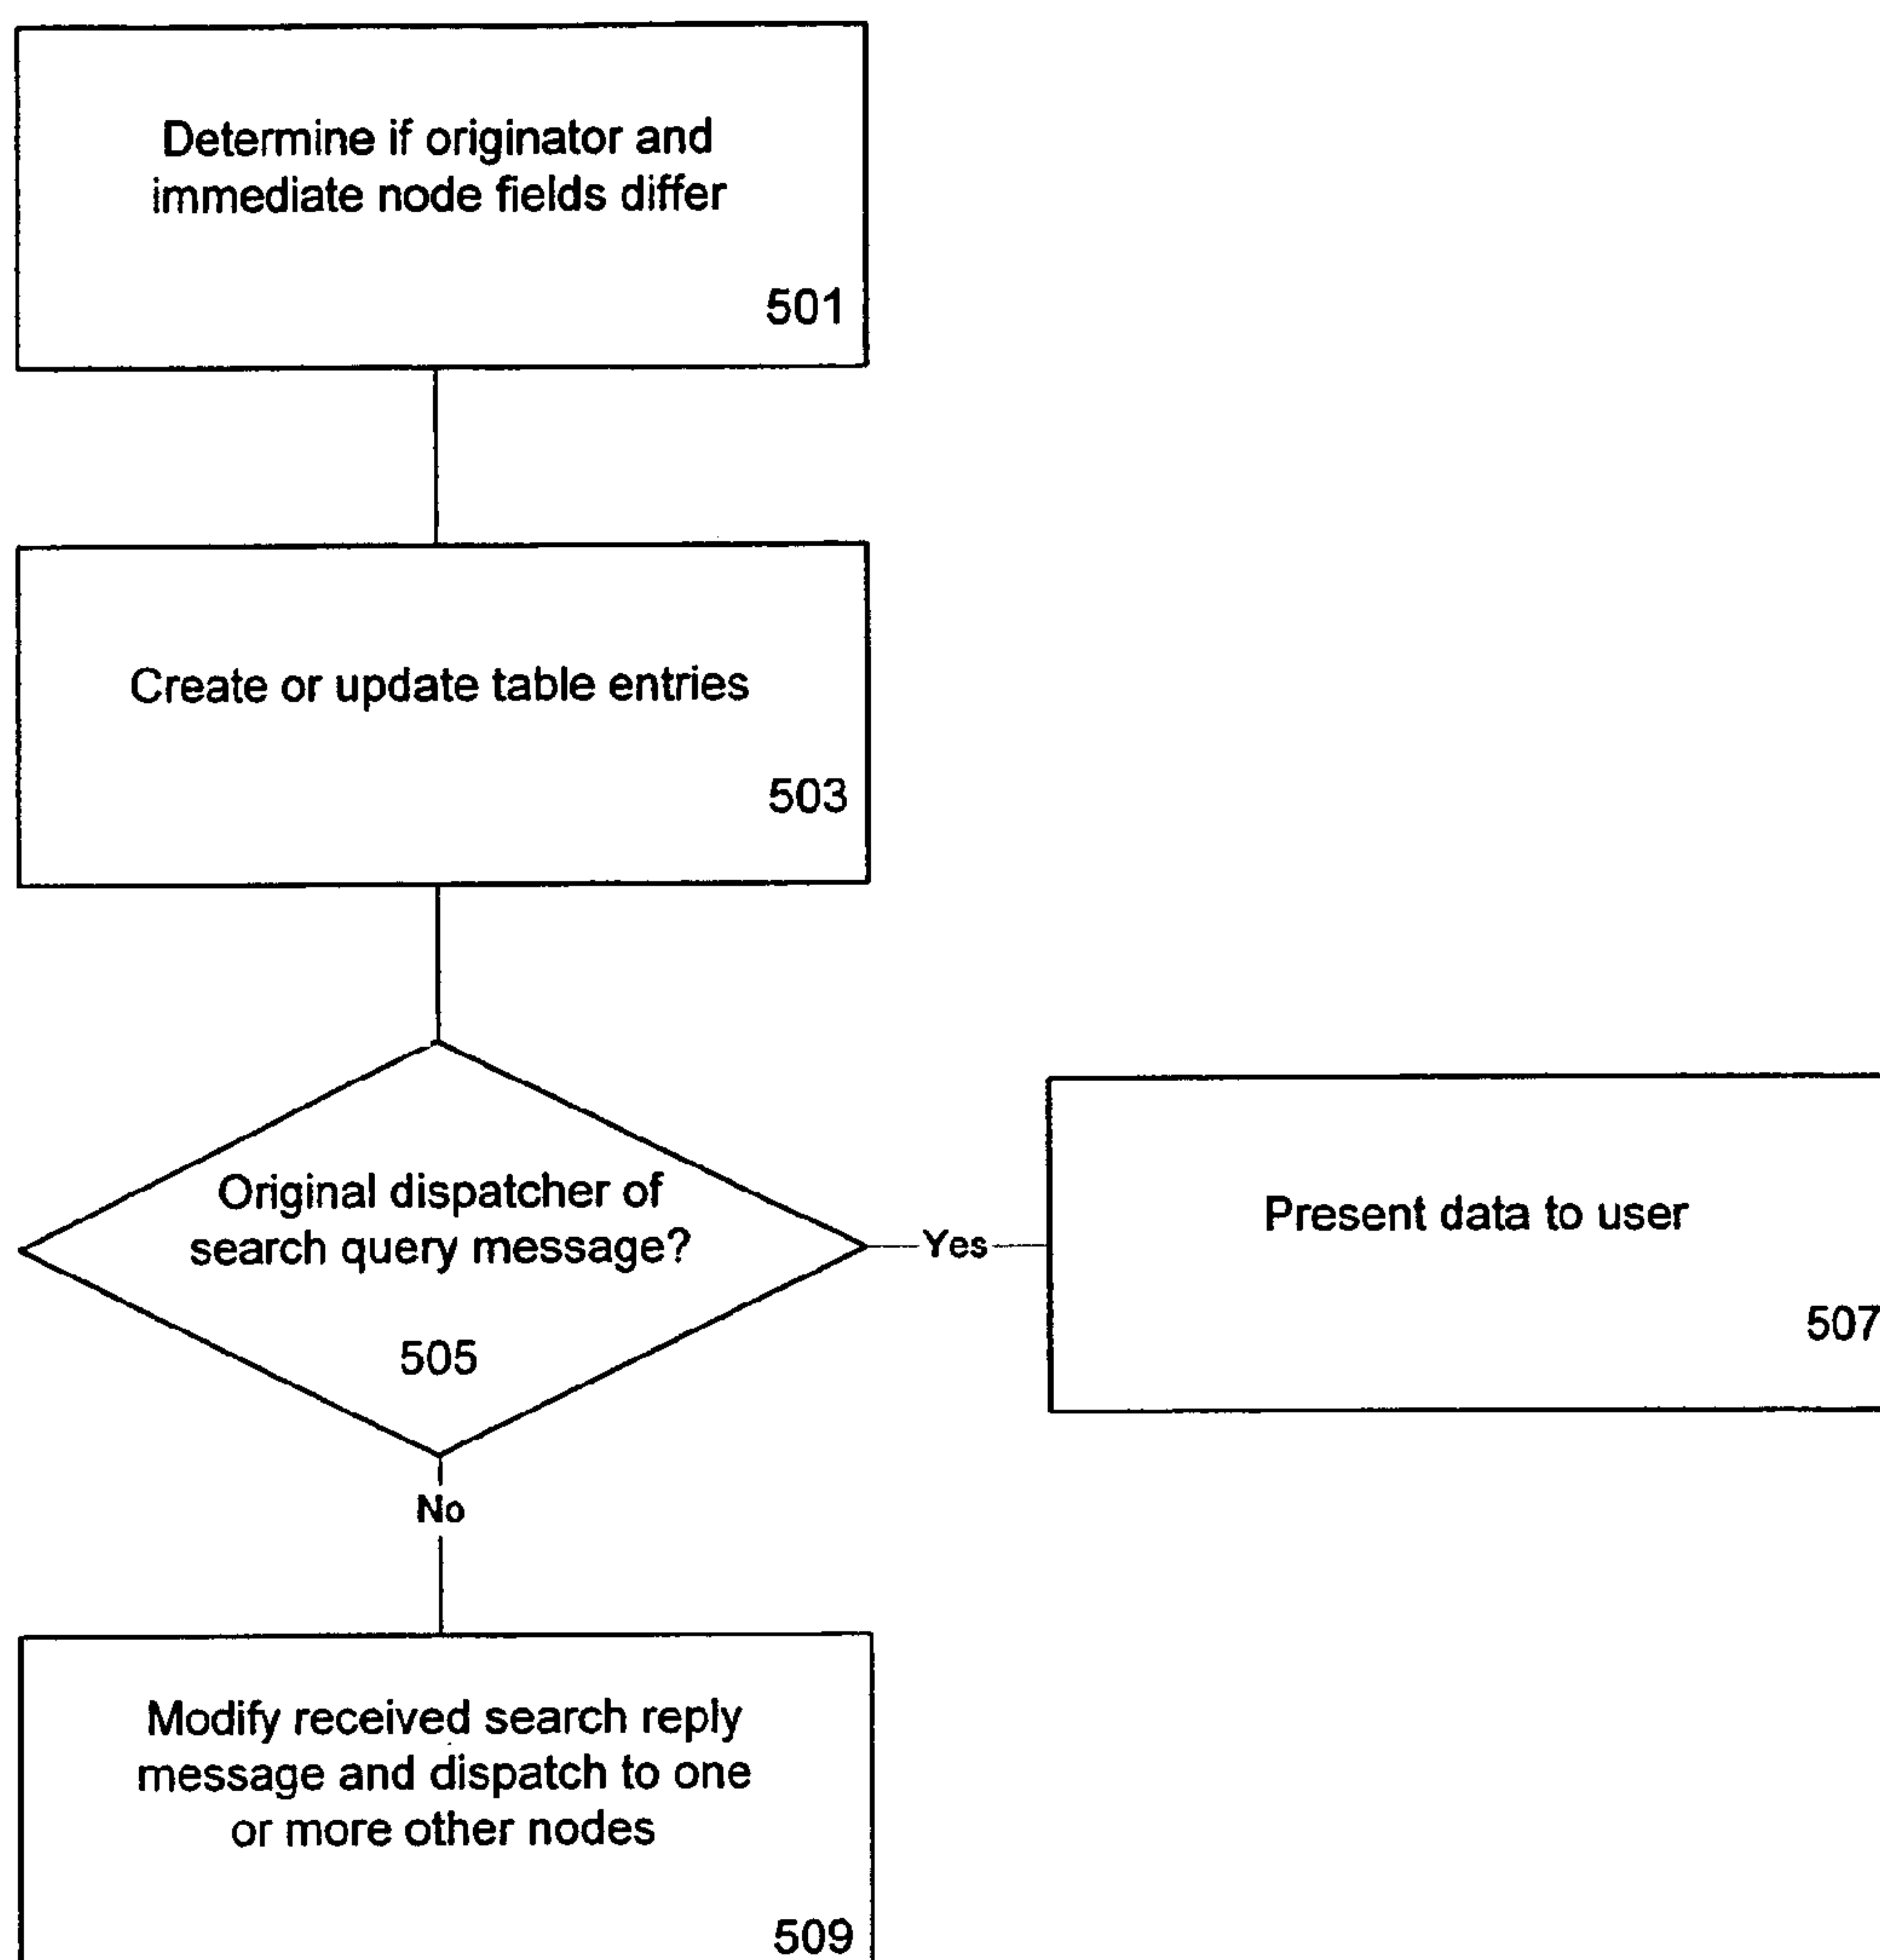 Determine if originator and
immediate node fields differ
501
Create or update table entries
503
Original dispatcher of
search query message?
505
Yes
Present data to user
507
No
Modify received search reply
message and dispatch to one
or more other nodes
509